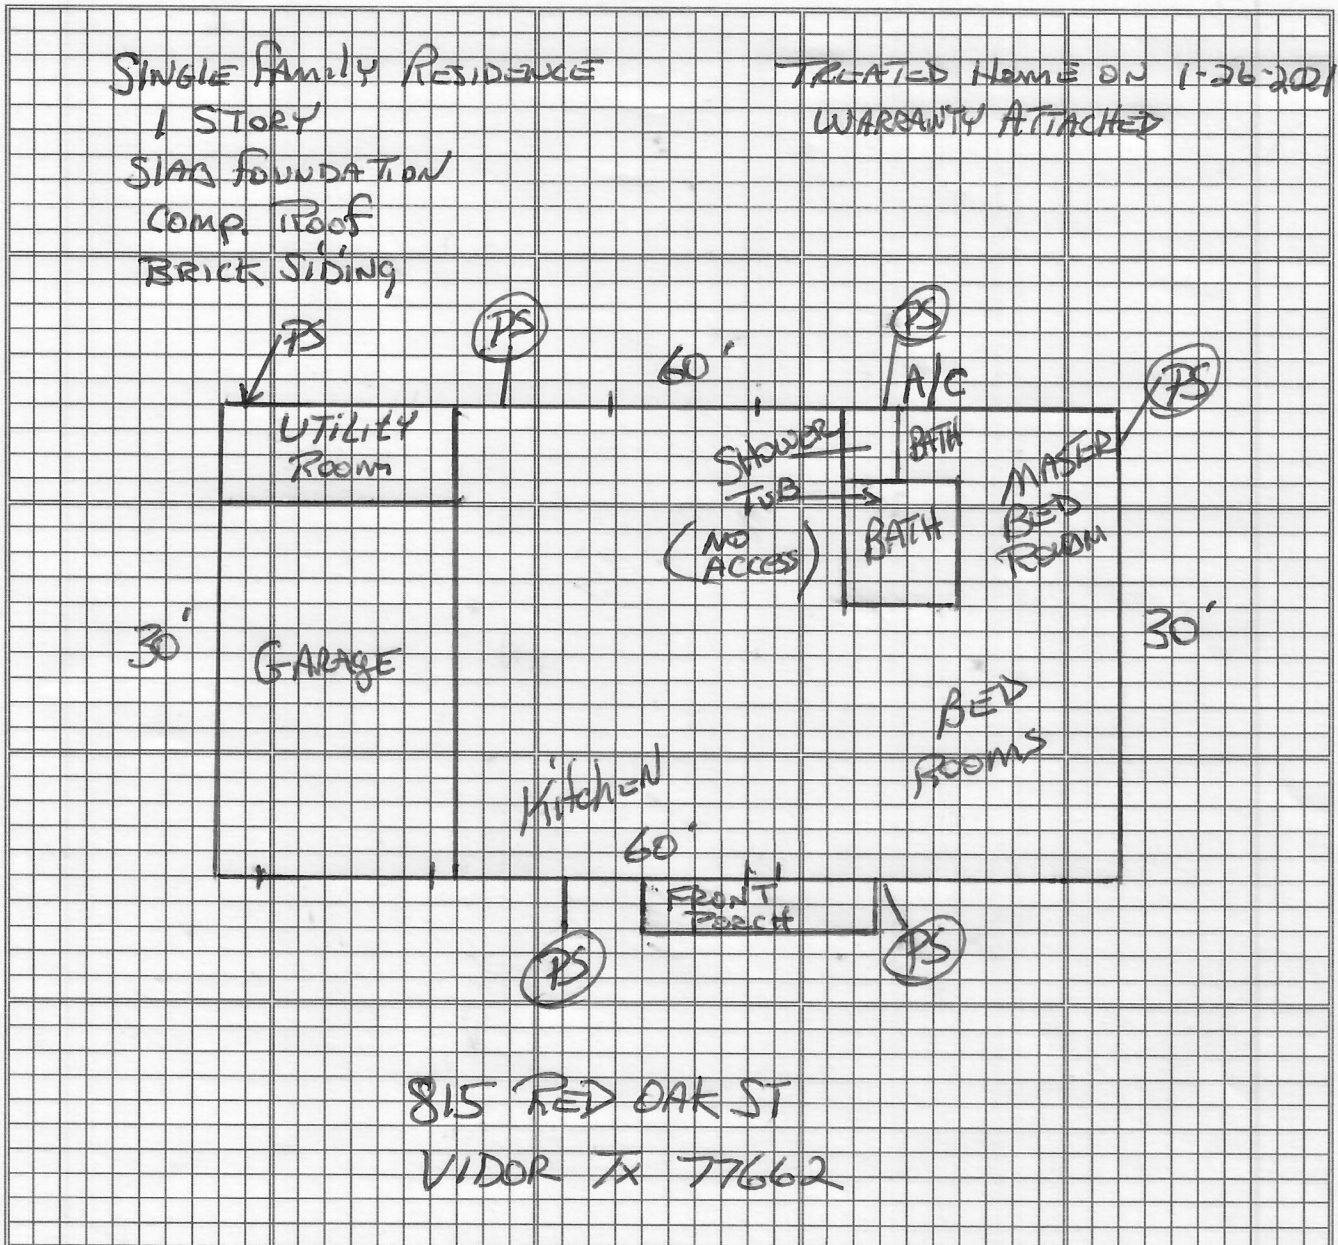 SINGLE Family RESIDENCE
1 STORY
SLAB FOUNDATION
Comp. Roof
BRICK SIDING
TREATED Home ON 1-26-2021
WARRANTY ATTACHED
PS
PS
60'
PS
A/C
PS
UTILITY
ROOM
SHOWER
BATH
TUB
(NO
ACCESS)
BATH
MASTER
BED
ROOM
30'
GARAGE
30'
BED
ROOMS
KitchEN
60'
FRONT
PORCH
PS
PS
815 RED OAK ST
VIDOR Tx 77662